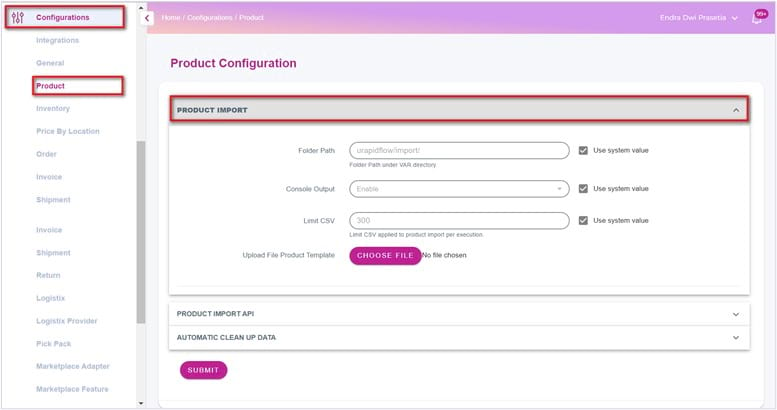 Configurations
Integrations
General
Product
Inventory
Price By Location
Order
Invoice
Shipment
Invoice
Shipment
Return
Logistix
Logistix Provider
Pick Pack
Marketplace Adapter
Marketplace Feature
Home / Configurations / Product
Endra Dwi Prasetia
99+
Product Configuration
PRODUCT IMPORT
Folder Path urapidflow/import/ Use system value
Folder Path under VAR directory.
Console Output Enable Use system value
Limit CSV 300 Use system value
Limit CSV applied to product import per execution.
Upload File Product Template CHOOSE FILE No file chosen
PRODUCT IMPORT API
AUTOMATIC CLEAN UP DATA
SUBMIT